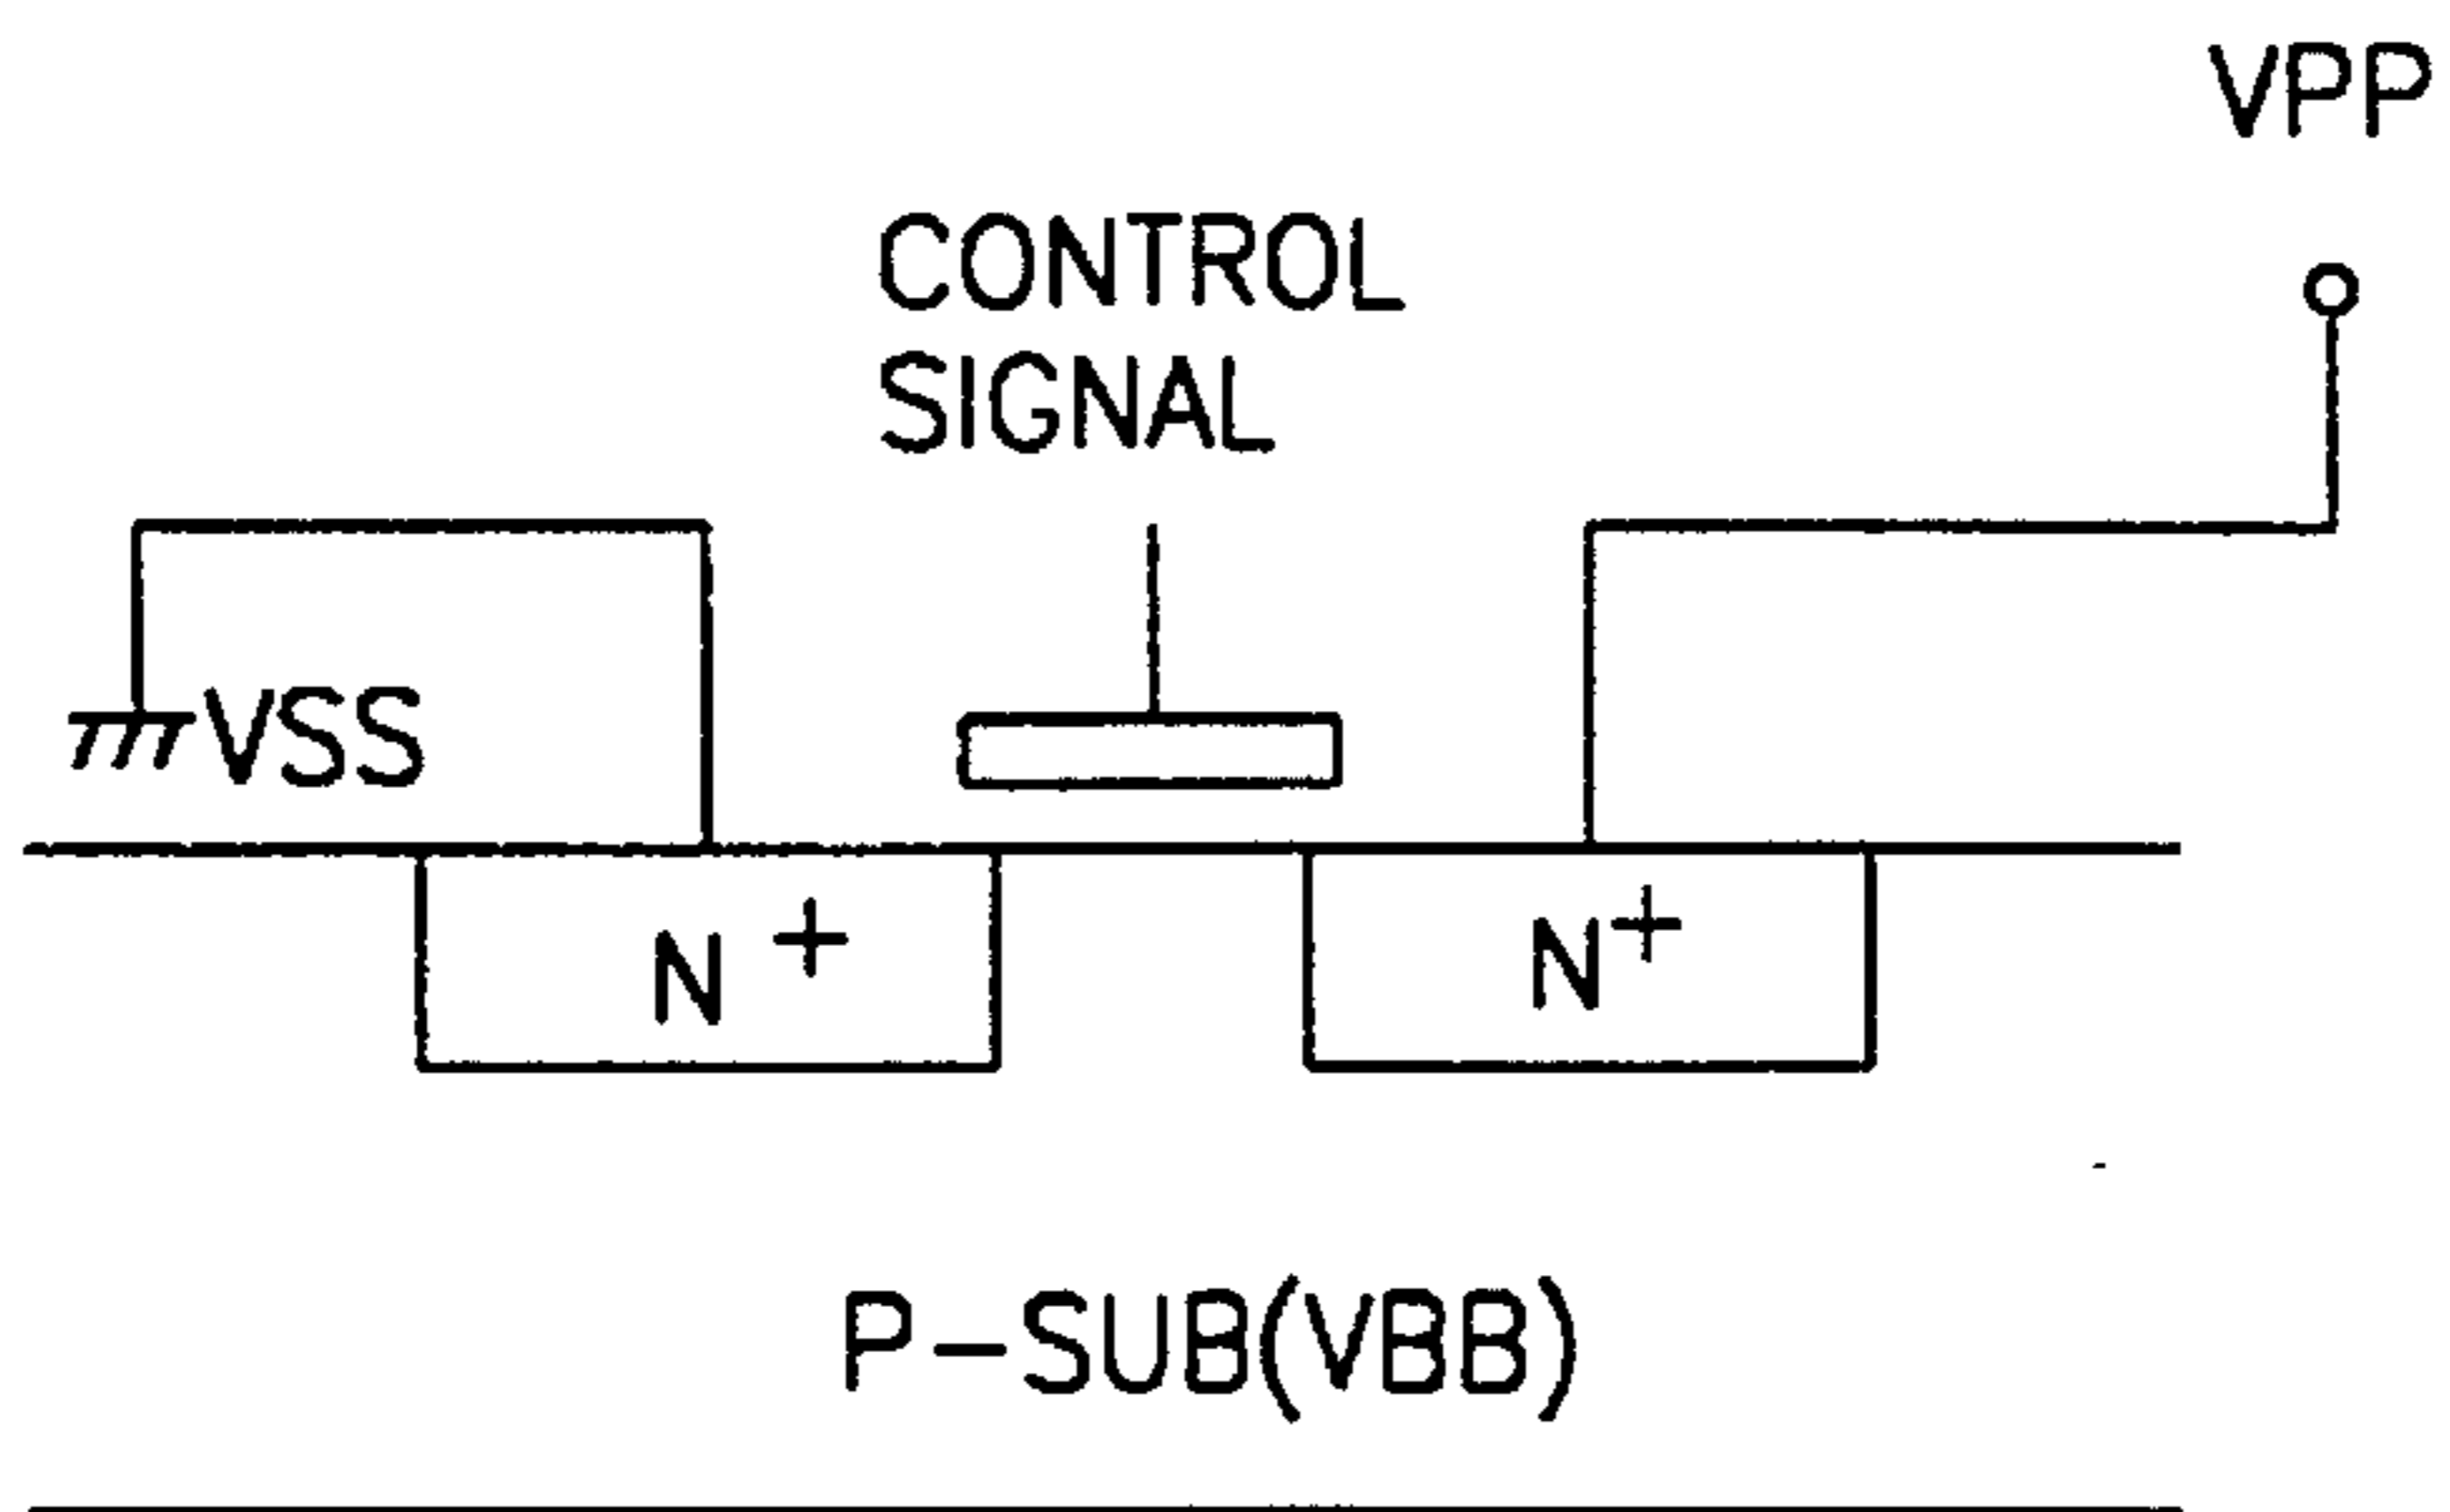 VPP
CONTROL
SIGNAL
VSS
N+
N+
P-SUB(VBB)